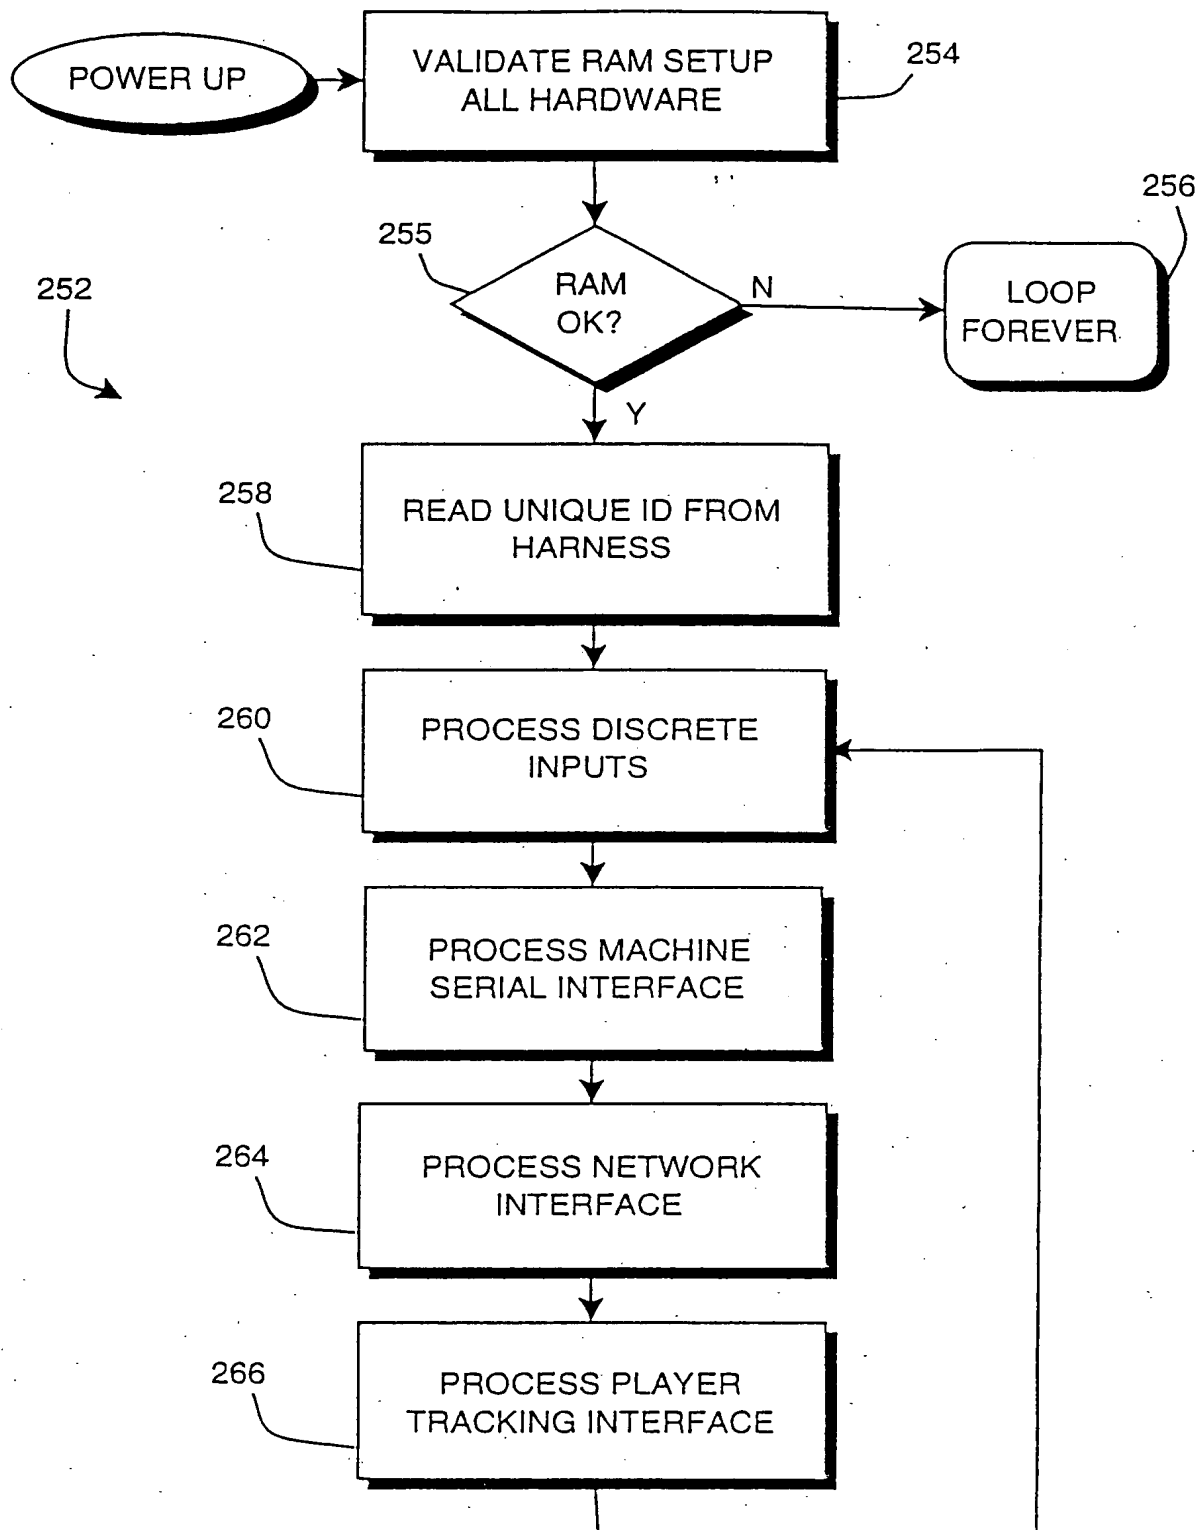 POWER UP
VALIDATE RAM SETUP
ALL HARDWARE
254
256
255
RAM
OK?
N
LOOP
FOREVER
252
Y
258
READ UNIQUE ID FROM
HARNESS
260
PROCESS DISCRETE
INPUTS
262
PROCESS MACHINE
SERIAL INTERFACE
264
PROCESS NETWORK
INTERFACE
266
PROCESS PLAYER
TRACKING INTERFACE